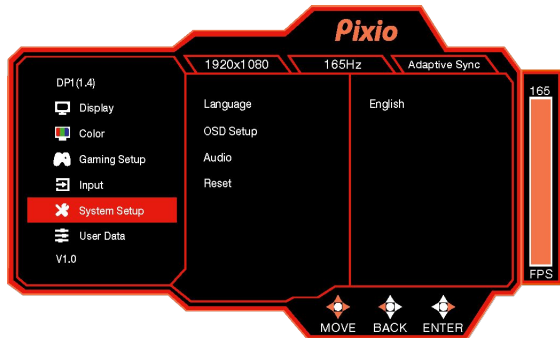 Pixio
1920x1080 165Hz Adaptive Sync
DP1(1.4)
Display
Color
Gaming Setup
Input
System Setup
User Data
V1.0
Language English
OSD Setup
Audio
Reset
165
FPS
MOVE BACK ENTER